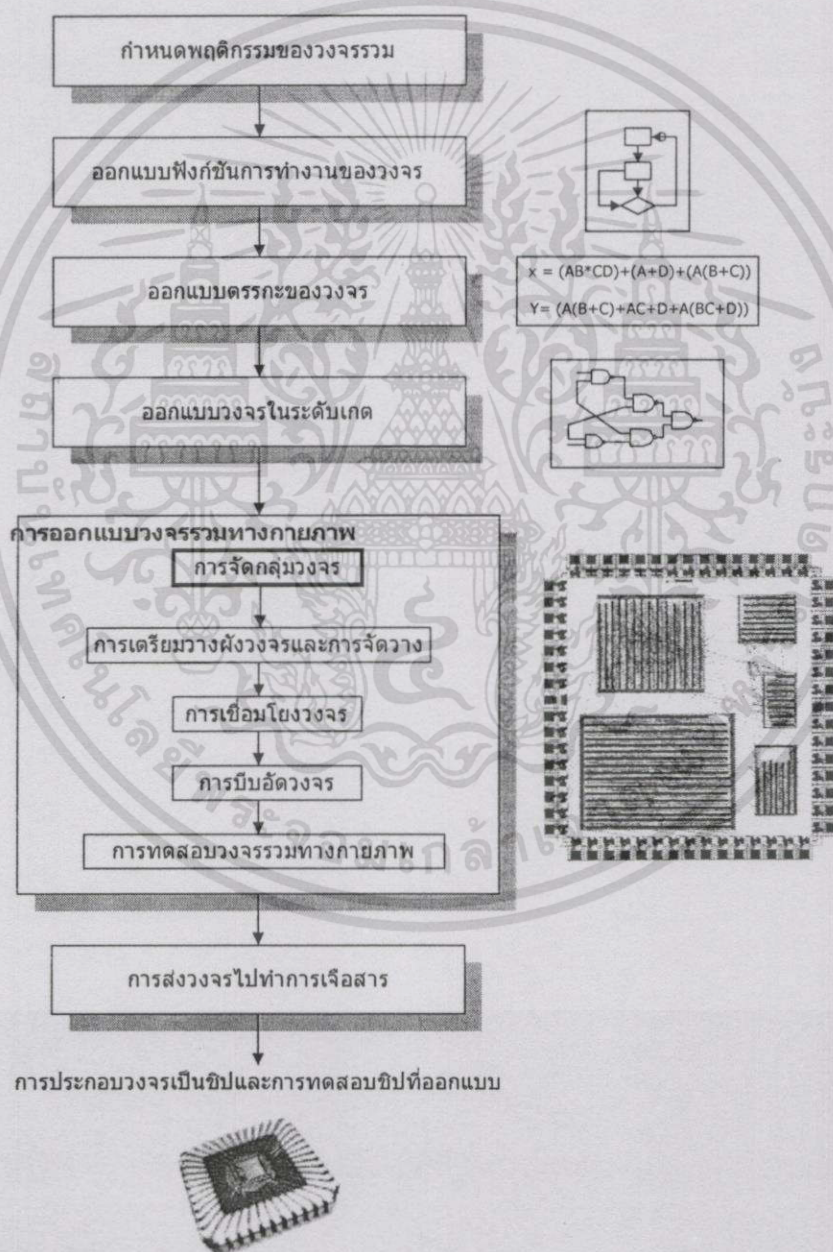 กำหนดพฤติกรรมของวงจรรวม
ออกแบบฟังก์ชันการทำงานของวงจร
ออกแบบตรรกะของวงจร
x = (AB*CD)+(A+D)+(A(B+C))
Y= (A(B+C)+AC+D+A(BC+D))
ออกแบบวงจรในระดับเกต
การออกแบบวงจรรวมทางกายภาพ
การจัดกลุ่มวงจร
การเตรียมวางผังวงจรและการจัดวาง
การเชื่อมโยงวงจร
การบีบอัดวงจร
การทดสอบวงจรรวมทางกายภาพ
การส่งวงจรไปทำการเจือสาร
การประกอบวงจรเป็นชิปและการทดสอบชิปที่ออกแบบ